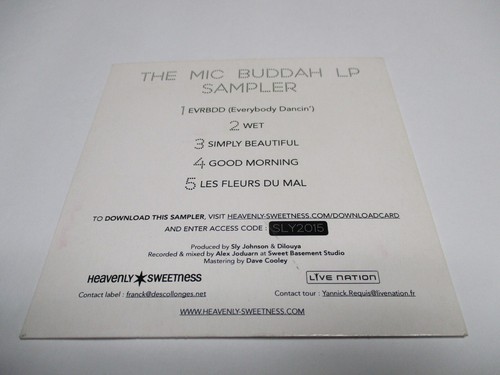 THE MIC BUDDAH LP
SAMPLER
1 EVRBDD (Everybody Dancin')
2 WET
3 SIMPLY BEAUTIFUL
4 GOOD MORNING
5 LES FLEURS DU MAL
TO DOWNLOAD THIS SAMPLER, VISIT HEAVENLY-SWEETNESS.COM/DOWNLOADCARD
AND ENTER ACCESS CODE : SLY2015
Produced by Sly Johnson & Dilouya
Recorded & mixed by Alex Joduarn at Sweet Basement Studio
Mastering by Dave Cooley
HEAVENLY SWEETNESS
LIVE NATION
Contact label : franck@descollonges.net
Contact tour : Yannick.Requis@livenation.fr
WWW.HEAVENLY-SWEETNESS.COM